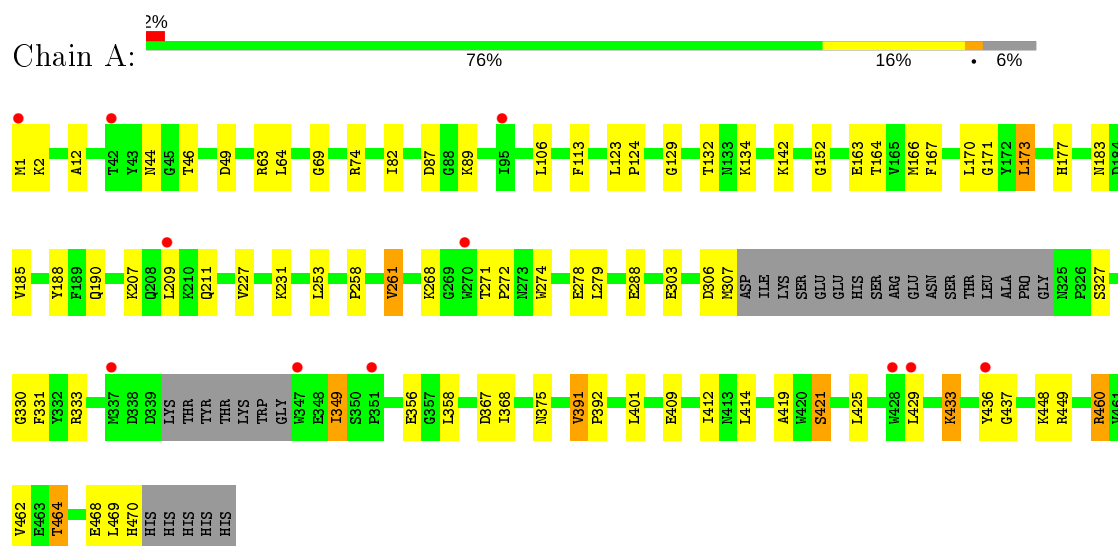 2%
Chain A:
76% 16% • 6%
M1 K2 A12 T42 Y43 N44 G45 T46 D49 R63 L64 G69 R74 I82 D87 G88 K89 I95 L106 F113 L123 P124 G129 T132 N133 K134 K142 G152 E163 T164 V165 M166 F167 L170 G171 Y172 L173 H177 N183 D184
V185 Y188 F189 Q190 K207 Q208 L209 K210 Q211 V227 K231 L253 P258 V261 K268 G269 W270 T271 P272 N273 W274 E278 L279 E288 E303 D306 M307 ASP ILE LYS SER GLU GLU HIS SER ARG GLU ASN SER THR LEU ALA PRO GLY N325 P326 S327
G330 F331 Y332 R333 M337 D338 D339 LYS THR TYR THR LYS TRP GLY W347 E348 I349 S350 P351 E356 G357 L358 D367 I368 N375 V391 P392 L401 E409 I412 N413 L414 A419 W420 S421 L425 W428 L429 K433 Y436 G437 K448 R449 R460 V461
V462 E463 T464 E468 L469 H470 HIS HIS HIS HIS HIS